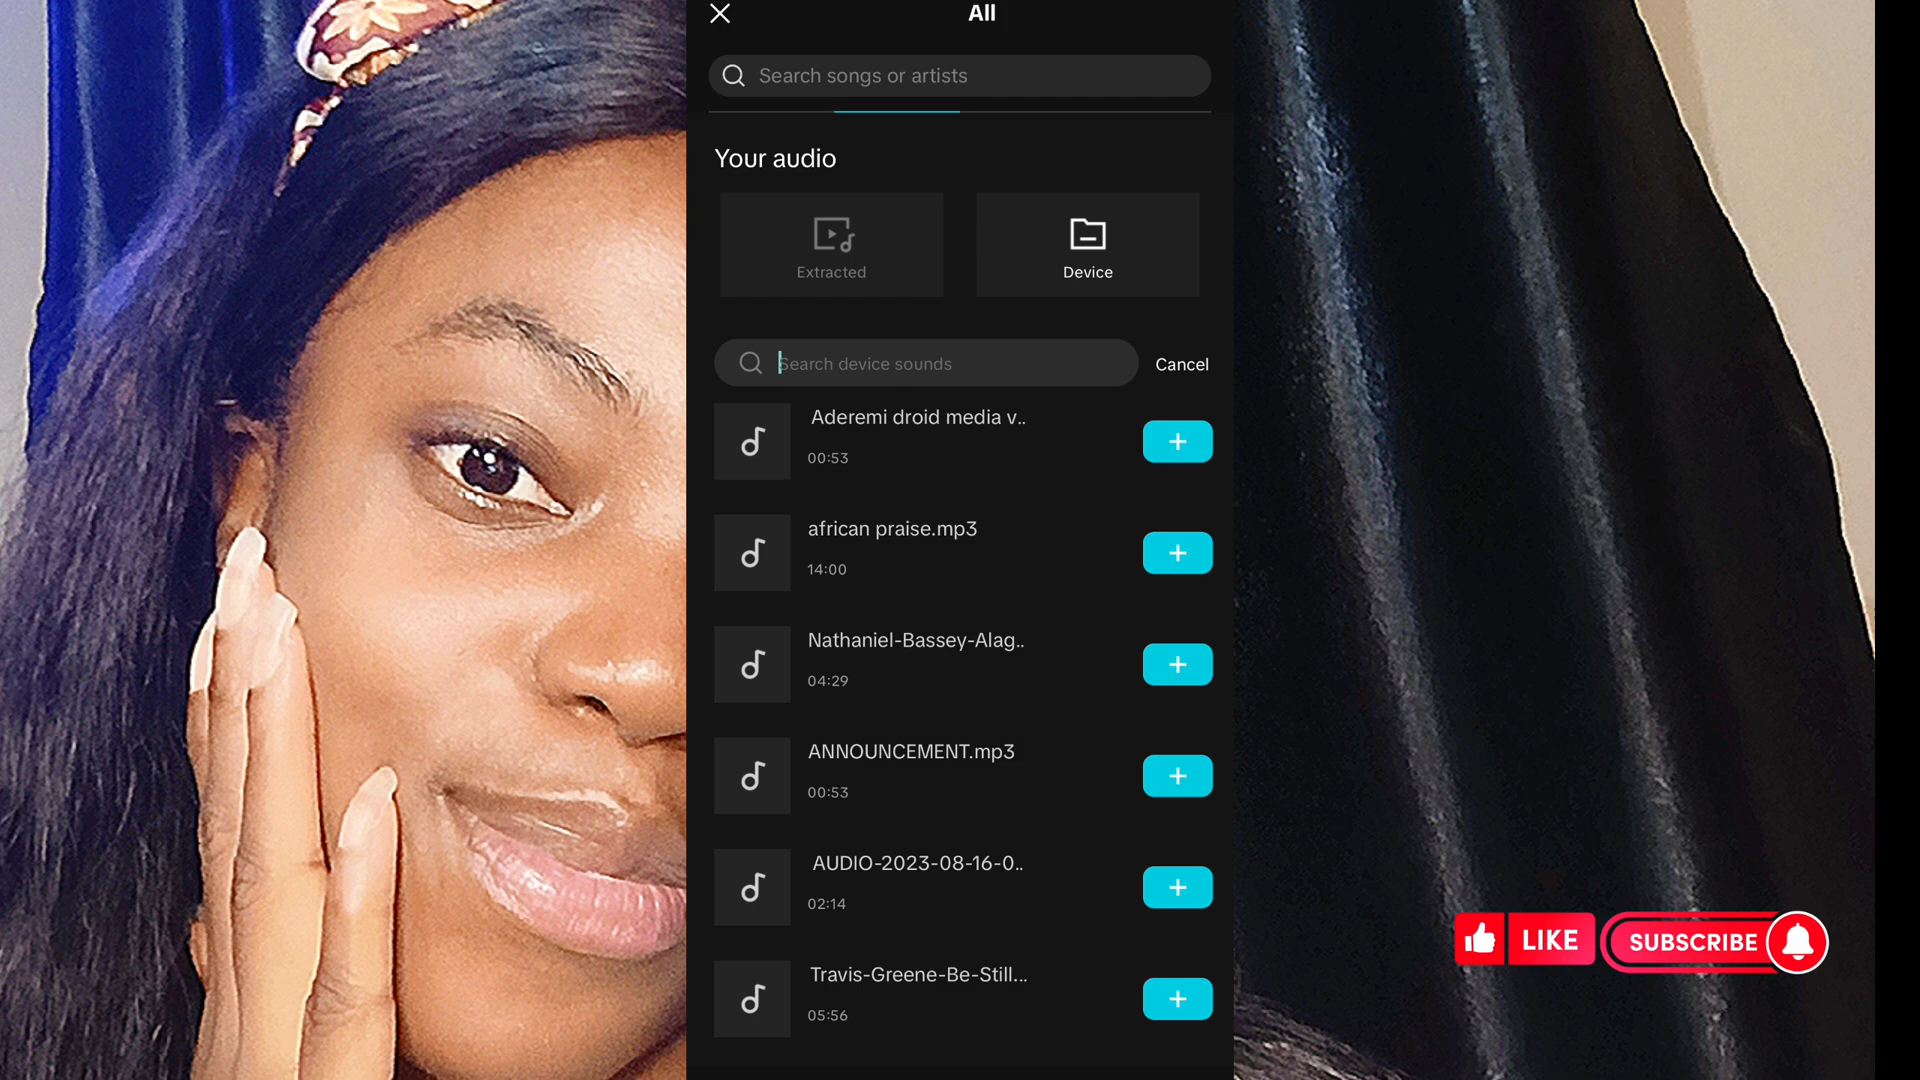 All
Search songs or artists
Your audio
Extracted
Device
Search device sounds
Cancel
Aderemi droid media v..
00:53
african praise.mp3
14:00
Nathaniel-Bassey-Alag..
04:29
ANNOUNCEMENT.mp3
00:53
AUDIO-2023-08-16-0..
02:14
Travis-Greene-Be-Still...
05:56
LIKE
SUBSCRIBE